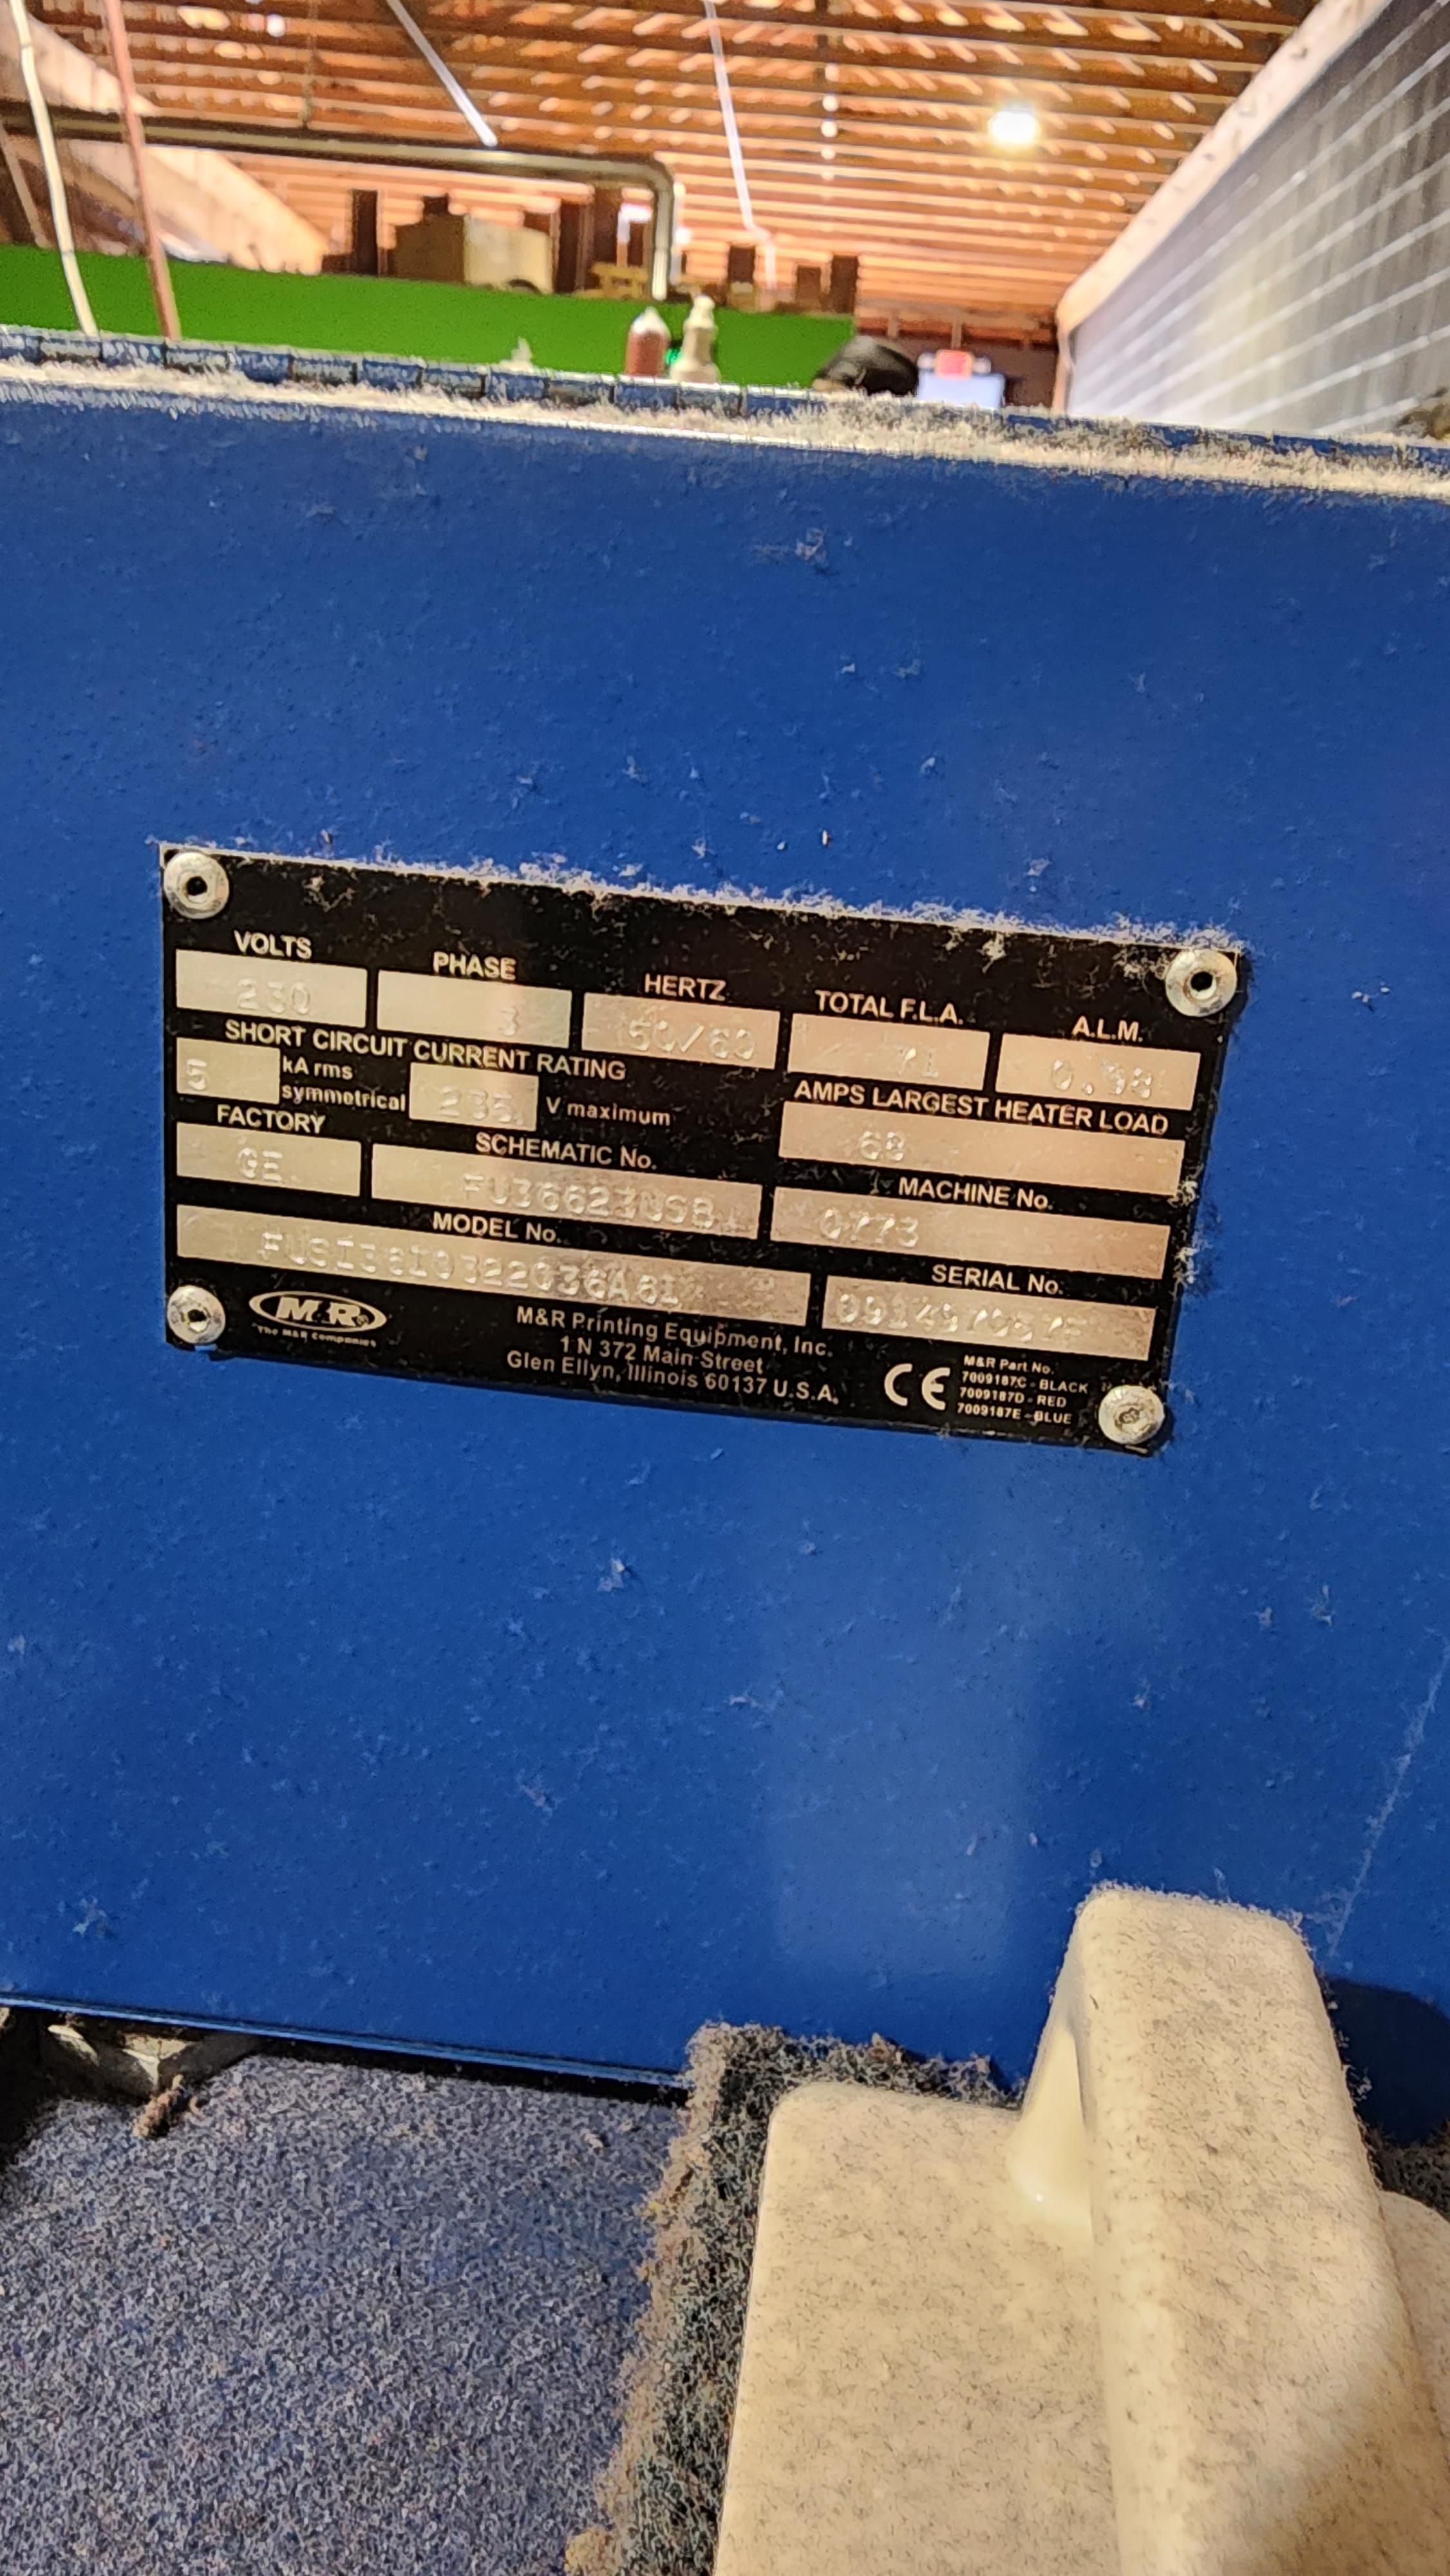 VOLTS PHASE HERTZ TOTAL F.L.A. A.L.M.
230 3 50/60 71
SHORT CIRCUIT CURRENT RATING
5 kA rms symmetrical V maximum
AMPS LARGEST HEATER LOAD
68
FACTORY SCHEMATIC No. MACHINE No.
GE 0773
MODEL No. SERIAL No.
M&R®
The M&R Companies
M&R Printing Equipment, Inc.
1 N 372 Main Street
Glen Ellyn, Illinois 60137 U.S.A.
CE
M&R Part No.
7009187C - BLACK
7009187D - RED
7009187E - BLUE